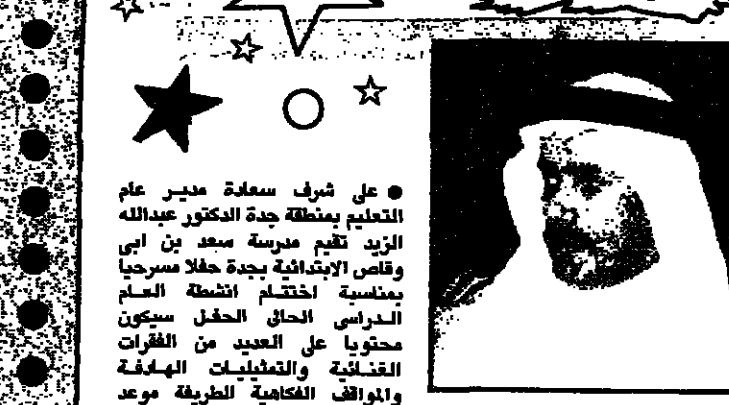 ● على شرف سعادة مدير عام
التعليم بمنطقة جدة الدكتور عبدالله
الزيد تقيم مدرسة سعد بن ابى
وقاص الابتدائية بجدة حفلا مسرحيا
بمناسبة اختتام انشطة العام
الدراسى الحالى الحفل سيكون
محتويا على العديد من الفقرات
الغنائية والتمثيليات الهادفة
والمواقف الفكاهية الطريفة موعد